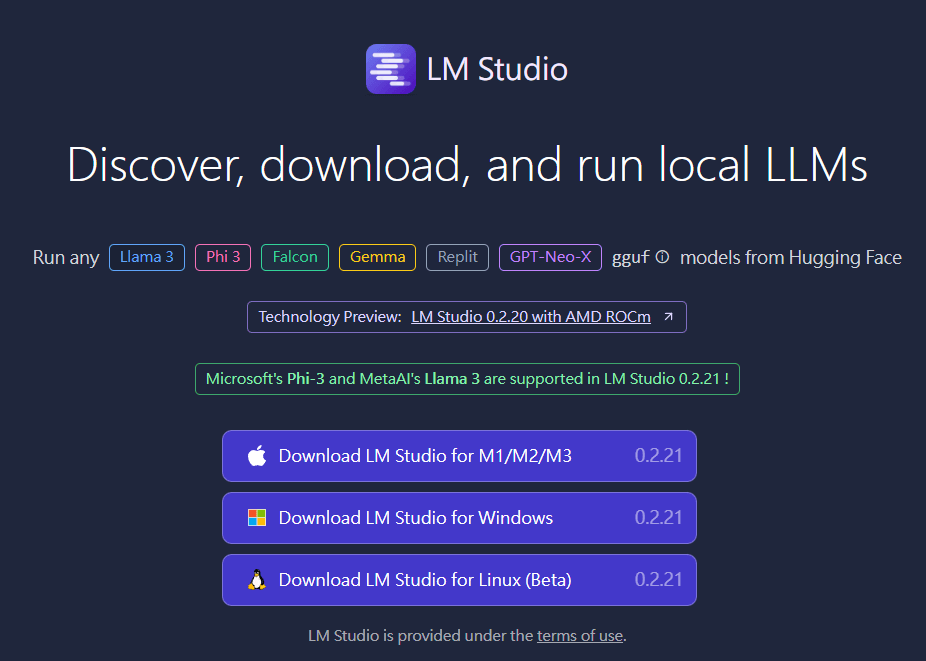 LM Studio
Discover, download, and run local LLMs
Run any Llama 3 Phi 3 Falcon Gemma Replit GPT-Neo-X gguf models from Hugging Face
Technology Preview: LM Studio 0.2.20 with AMD ROCm
Microsoft's Phi-3 and MetaAI's Llama 3 are supported in LM Studio 0.2.21 !
Download LM Studio for M1/M2/M3 0.2.21
Download LM Studio for Windows 0.2.21
Download LM Studio for Linux (Beta) 0.2.21
LM Studio is provided under the terms of use.